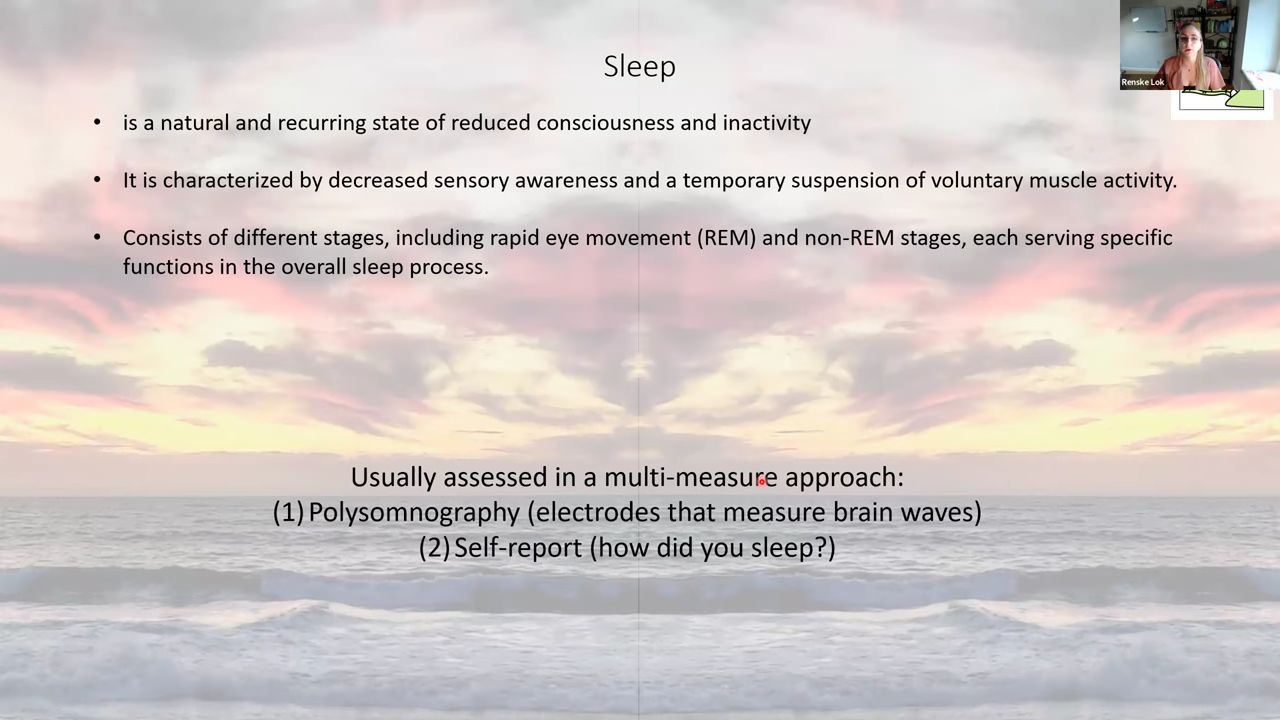 Sleep
Renske Lok
• is a natural and recurring state of reduced consciousness and inactivity
• It is characterized by decreased sensory awareness and a temporary suspension of voluntary muscle activity.
• Consists of different stages, including rapid eye movement (REM) and non-REM stages, each serving specific
functions in the overall sleep process.
Usually assessed in a multi-measure approach:
(1) Polysomnography (electrodes that measure brain waves)
(2) Self-report (how did you sleep?)